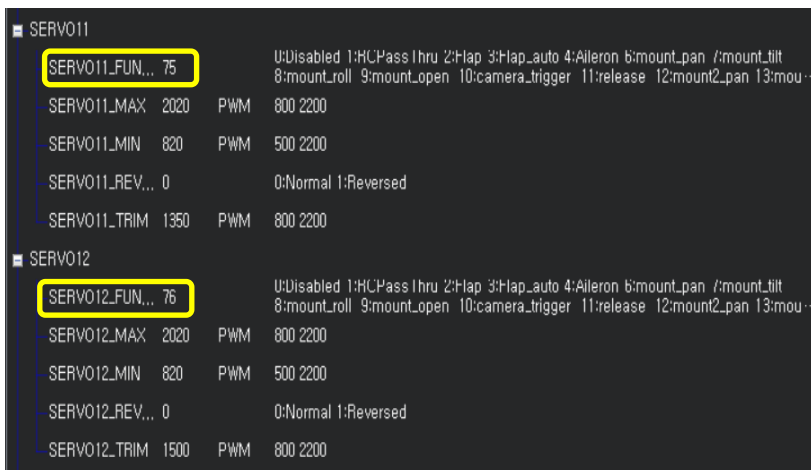 SERVO11
SERVO11_FUN... 75 0:Disabled 1:RCPassThru 2:Flap 3:Flap_auto 4:Aileron 6:mount_pan 7:mount_tilt
8:mount_roll 9:mount_open 10:camera_trigger 11:release 12:mount2_pan 13:mou...
SERVO11_MAX 2020 PWM 800 2200
SERVO11_MIN 820 PWM 500 2200
SERVO11_REV... 0 0:Normal 1:Reversed
SERVO11_TRIM 1350 PWM 800 2200
SERVO12
SERVO12_FUN... 76 0:Disabled 1:RCPassThru 2:Flap 3:Flap_auto 4:Aileron 6:mount_pan 7:mount_tilt
8:mount_roll 9:mount_open 10:camera_trigger 11:release 12:mount2_pan 13:mou...
SERVO12_MAX 2020 PWM 800 2200
SERVO12_MIN 820 PWM 500 2200
SERVO12_REV... 0 0:Normal 1:Reversed
SERVO12_TRIM 1500 PWM 800 2200